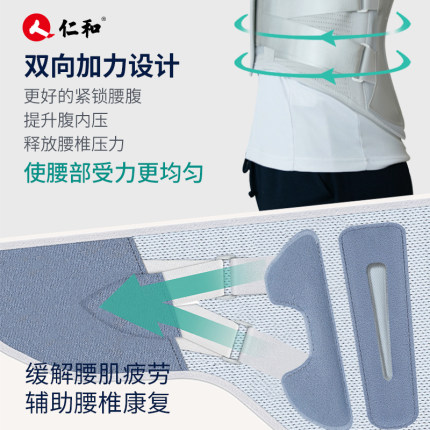 仁和®
双向加力设计
更好的紧锁腰腹
提升腹内压
释放腰椎压力
使腰部受力更均匀
缓解腰肌疲劳
辅助腰椎康复